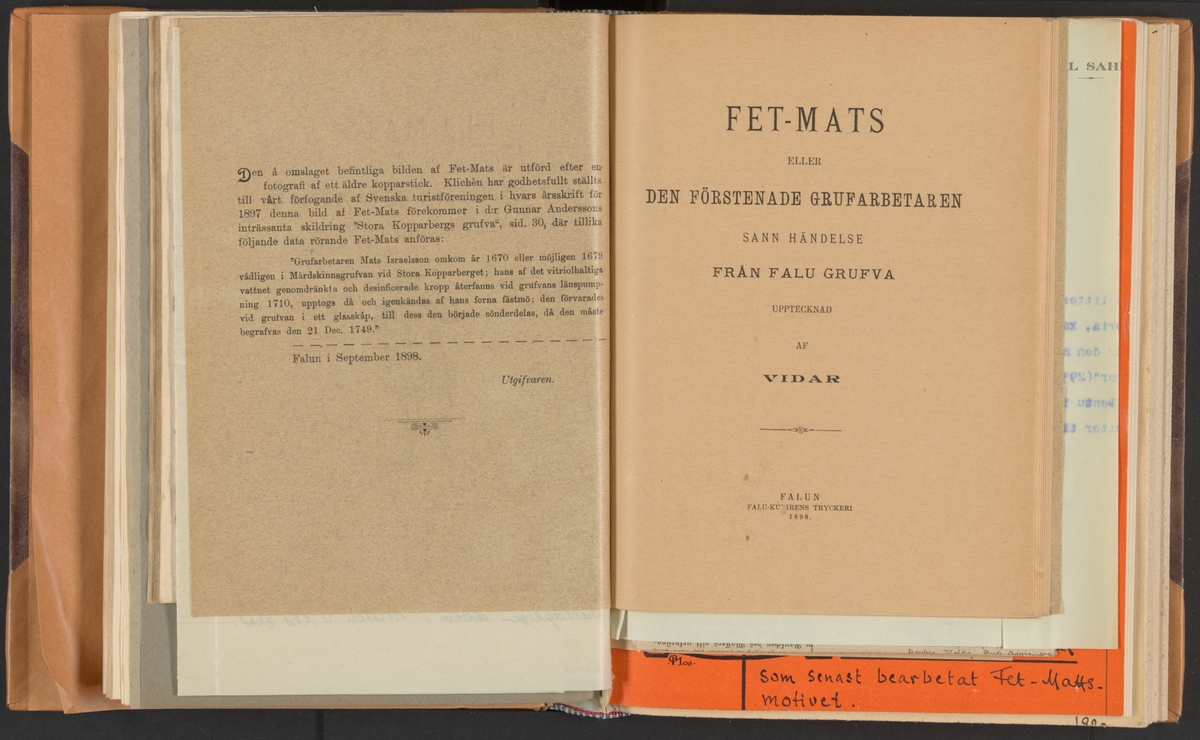 Den å omslaget befintliga bilden af Fet-Mats är utförd efter en
fotografi af ett äldre kopparstick. Klichèn har godhetsfullt ställts
till vårt förfogande af Svenska turistföreningen i hvars årsskrift för
1897 denna bild af Fet-Mats förekommer i d:r Gunnar Anderssons
inträssanta skildring "Stora Kopparbergs grufva", sid. 30, där tillika
följande data rörande Fet-Mats anföras:
"Grufarbetaren Mats Israelsson omkom år 1670 eller möjligen 1679
vådligen i Mårdskinnsgrufvan vid Stora Kopparberget; hans af det vitriolhaltiga
vattnet genomdränkta och desinficerade kropp återfanns vid grufvans länspump-
ning 1710, upptogs då och igenkändas af hans forna fästmö; den förvarades
vid grufvan i ett glasskåp, till dess den började sönderdelas, då den måste
begrafvas den 21 Dec. 1749."
Falun i September 1898.
Utgifvaren.
FET-MATS
ELLER
DEN FÖRSTENADE GRUFARBETAREN
SANN HÄNDELSE
FRÅN FALU GRUFVA
UPPTECKNAD
AF
VIDAR
FALUN
FALU-KURIRENS TRYCKERI
1898.
L SAH
som senast bearbetat Fet-Matts-
motivet.